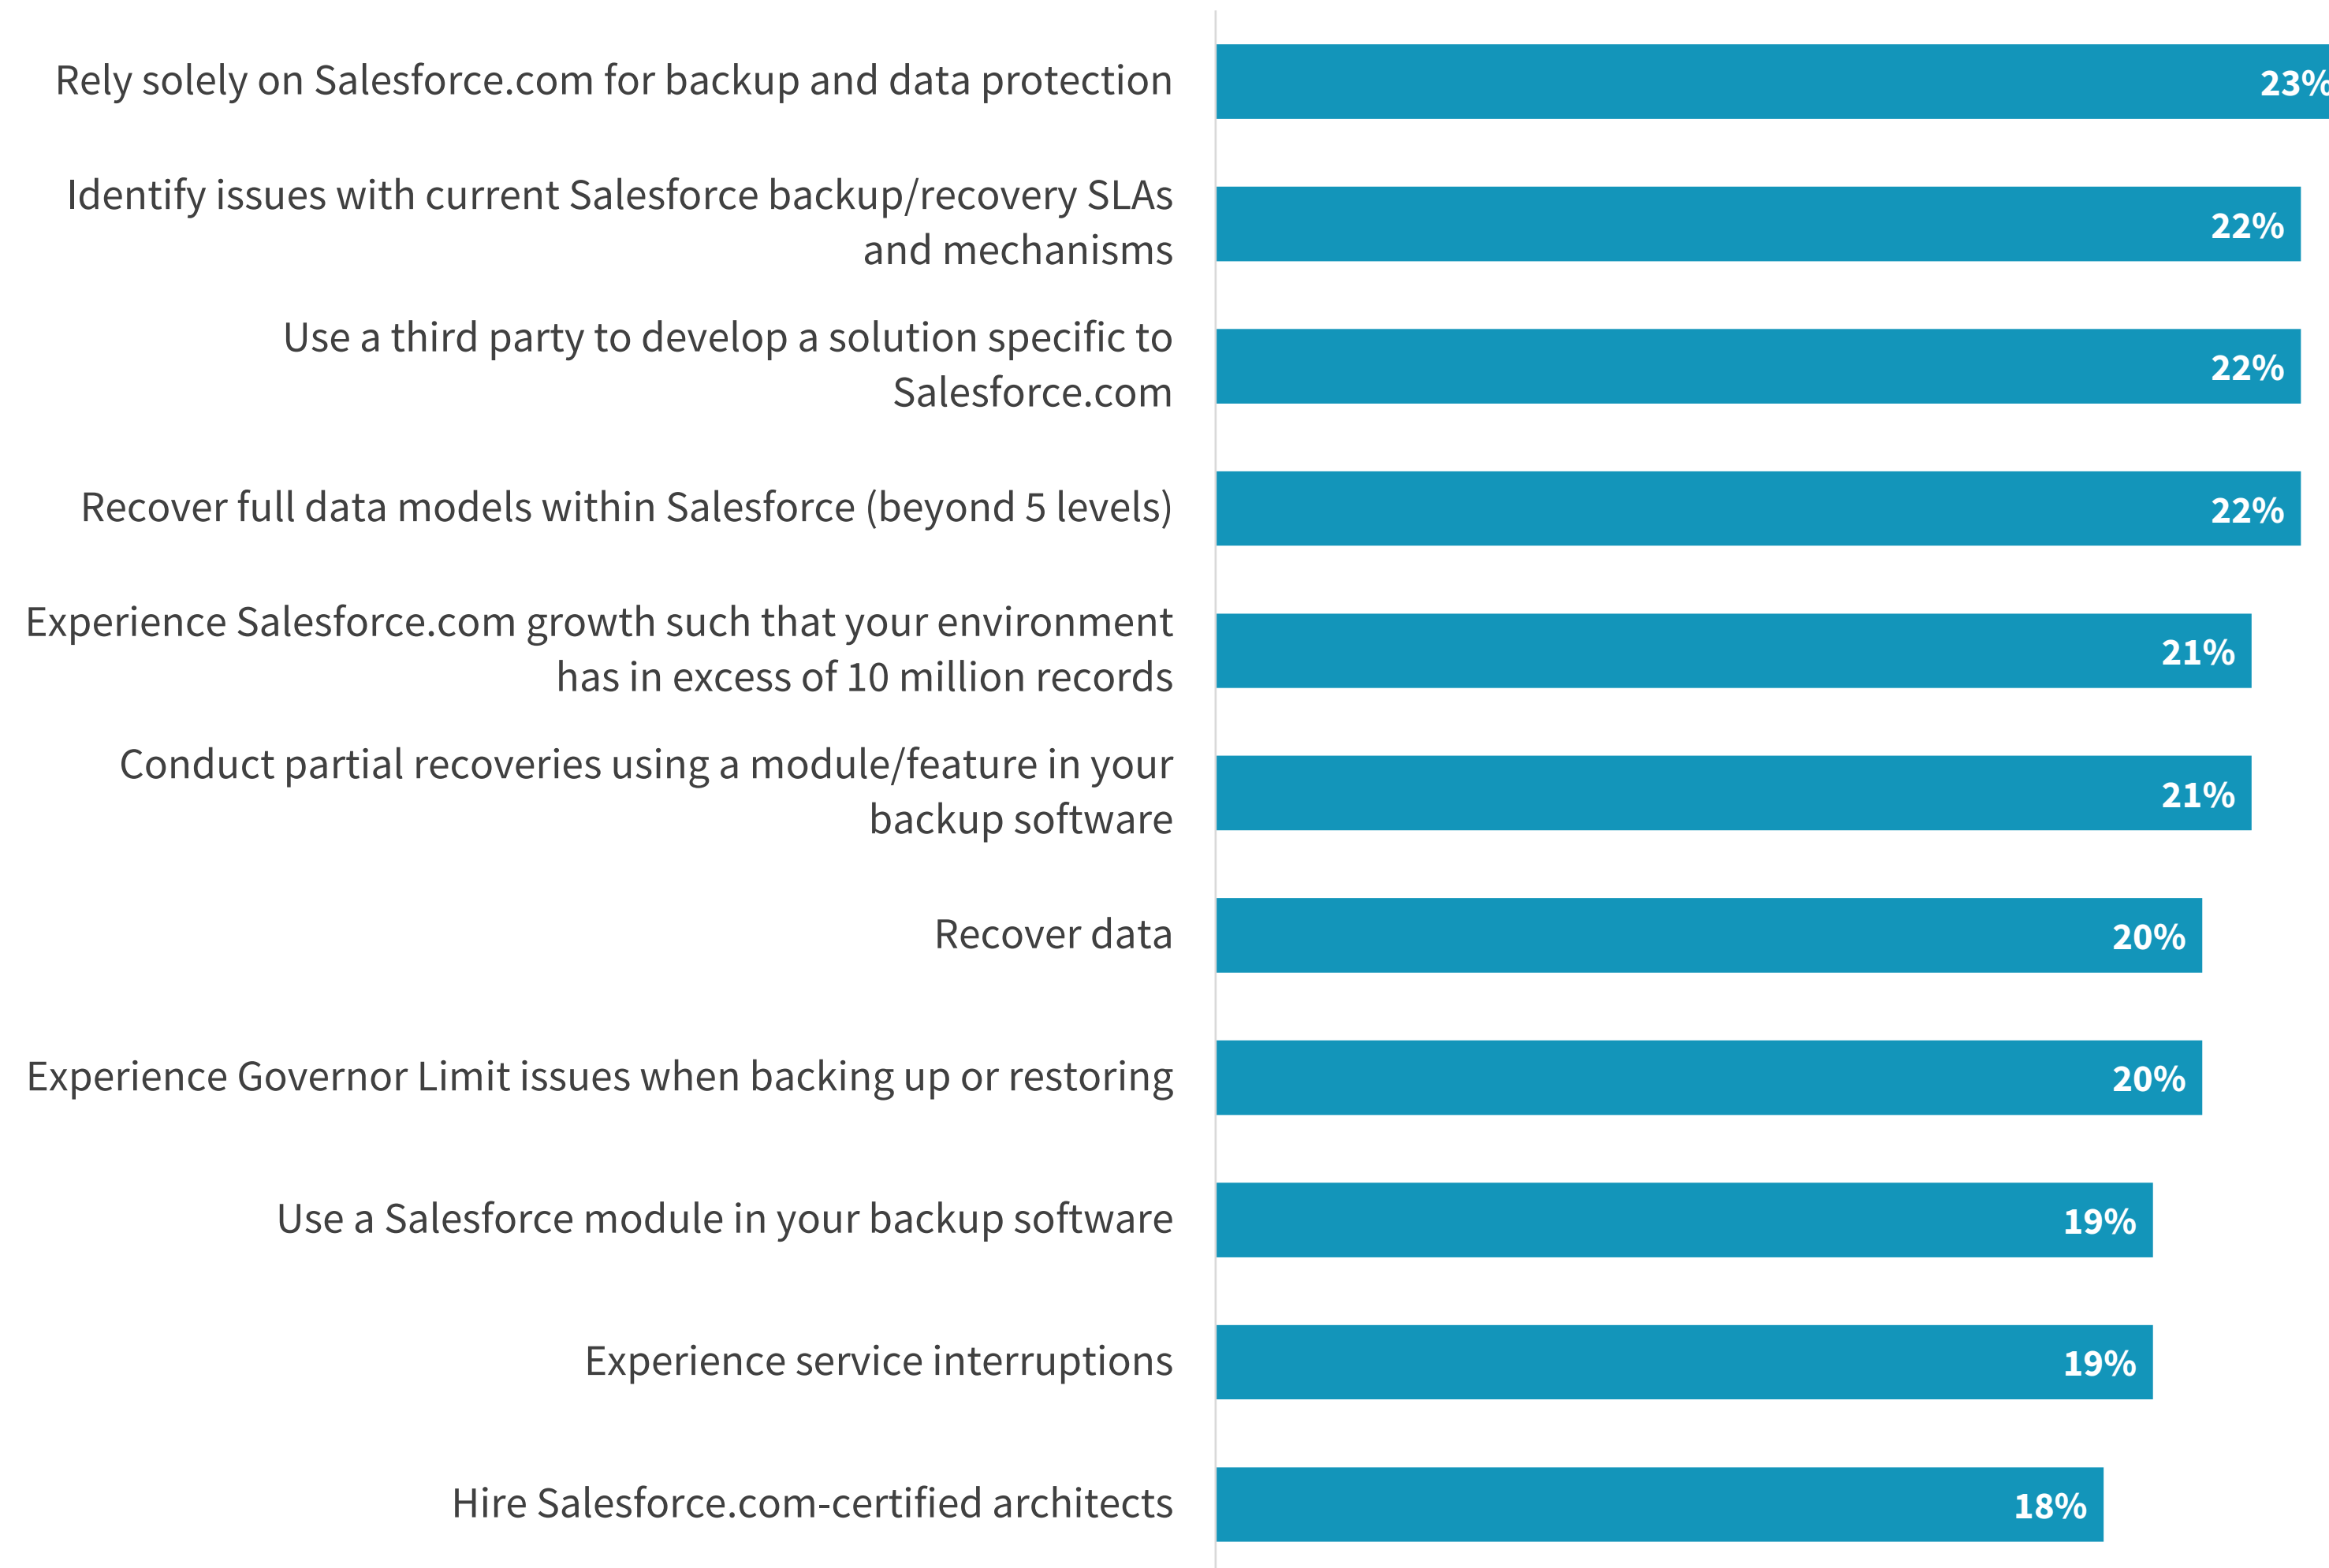 Rely solely on Salesforce.com for backup and data protection
23%
Identify issues with current Salesforce backup/recovery SLAs
and mechanisms
22%
Use a third party to develop a solution specific to
Salesforce.com
22%
Recover full data models within Salesforce (beyond 5 levels)
22%
Experience Salesforce.com growth such that your environment
has in excess of 10 million records
21%
Conduct partial recoveries using a module/feature in your
backup software
21%
Recover data
20%
Experience Governor Limit issues when backing up or restoring
20%
Use a Salesforce module in your backup software
19%
Experience service interruptions
19%
Hire Salesforce.com-certified architects
18%